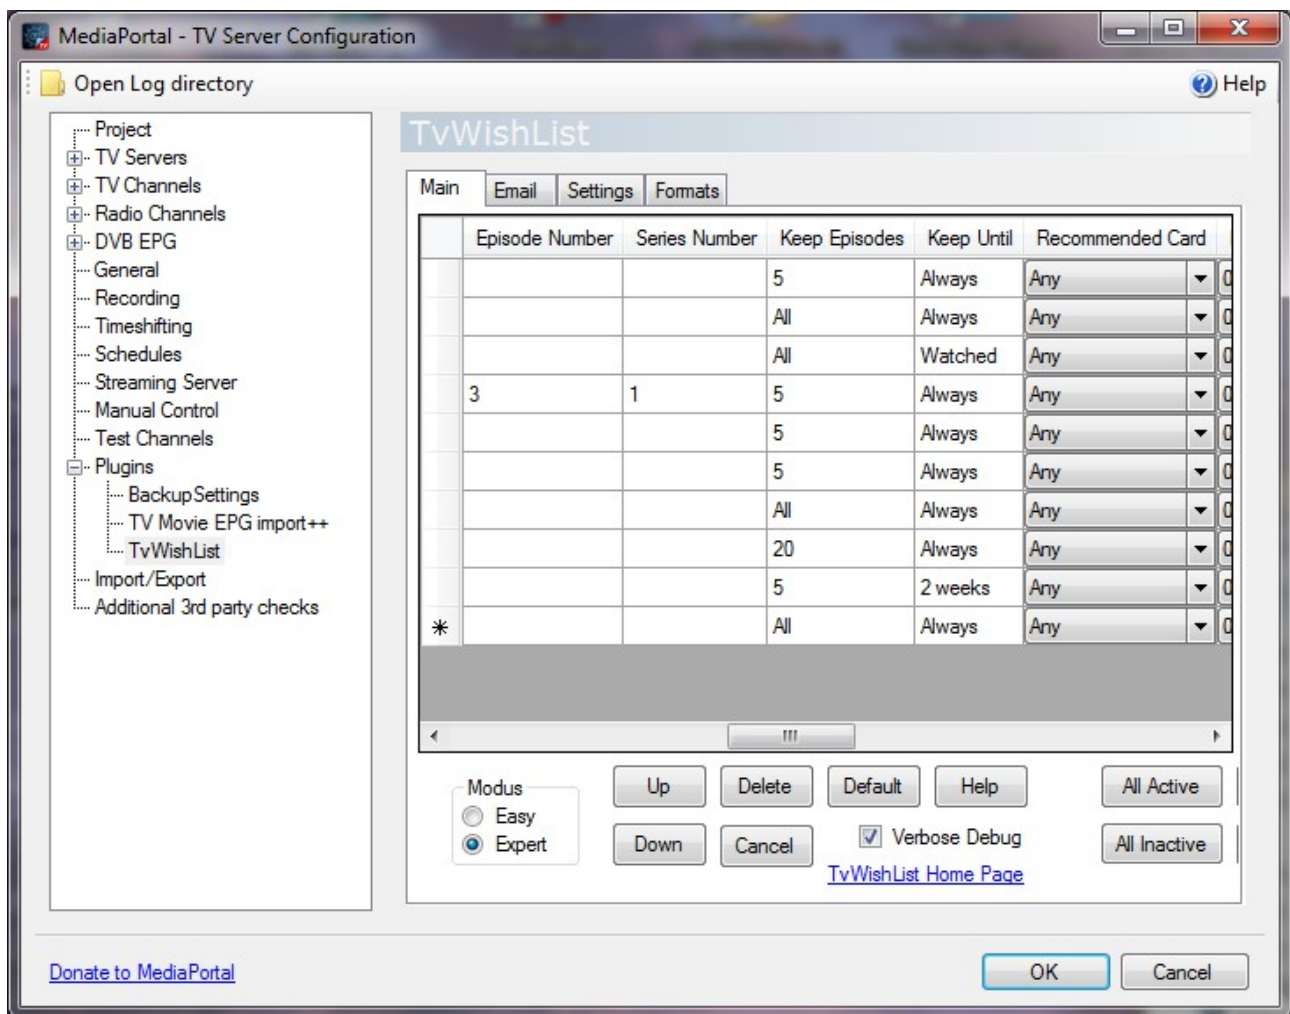 MediaPortal - TV Server Configuration
Open Log directory
Help
Project
TV Servers
TV Channels
Radio Channels
DVB EPG
General
Recording
Timeshifting
Schedules
Streaming Server
Manual Control
Test Channels
Plugins
BackupSettings
TV Movie EPG import++
TvWishList
Import/Export
Additional 3rd party checks
TvWishList
Main Email Settings Formats
Episode Number Series Number Keep Episodes Keep Until Recommended Card
5 Always Any
All Always Any
All Watched Any
3 1 5 Always Any
5 Always Any
5 Always Any
All Always Any
20 Always Any
5 2 weeks Any
All Always Any
Modus
Easy
Expert
Up Delete Default Help All Active
Down Cancel Verbose Debug All Inactive
TvWishList Home Page
Donate to MediaPortal
OK Cancel